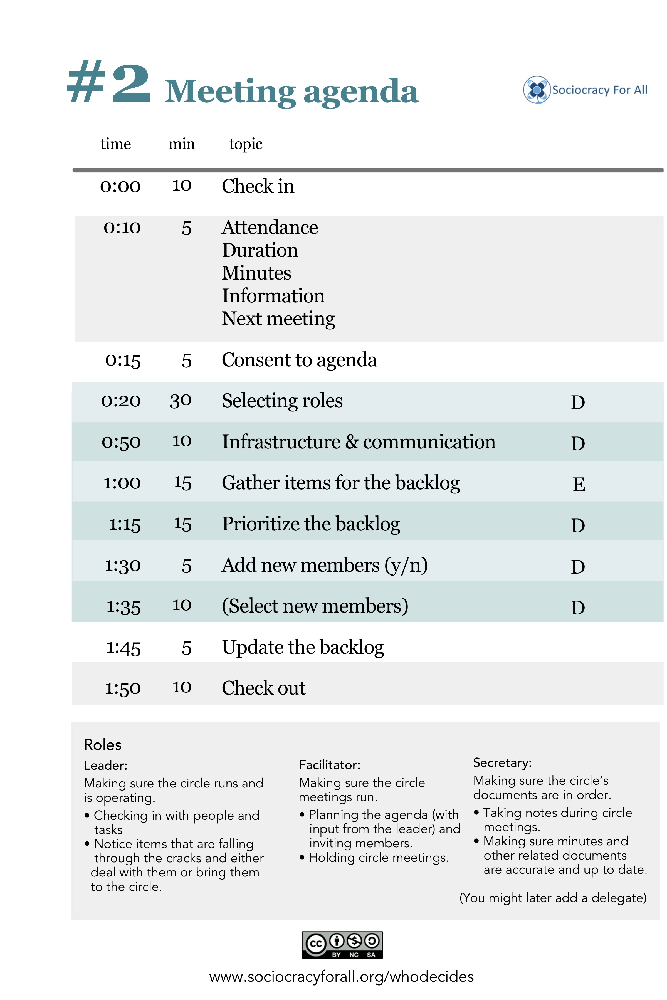 #2 Meeting agenda
Sociocracy For All
time min topic
0:00 10 Check in
0:10 5 Attendance
Duration
Minutes
Information
Next meeting
0:15 5 Consent to agenda
0:20 30 Selecting roles D
0:50 10 Infrastructure & communication D
1:00 15 Gather items for the backlog E
1:15 15 Prioritize the backlog D
1:30 5 Add new members (y/n) D
1:35 10 (Select new members) D
1:45 5 Update the backlog
1:50 10 Check out
Roles
Leader:
Making sure the circle runs and
is operating.
• Checking in with people and
tasks
• Notice items that are falling
through the cracks and either
deal with them or bring them
to the circle.
Facilitator:
Making sure the circle
meetings run.
• Planning the agenda (with
input from the leader) and
inviting members.
• Holding circle meetings.
Secretary:
Making sure the circle’s
documents are in order.
• Taking notes during circle
meetings.
• Making sure minutes and
other related documents
are accurate and up to date.
(You might later add a delegate)
cc
BY NC SA
www.sociocracyforall.org/whodecides